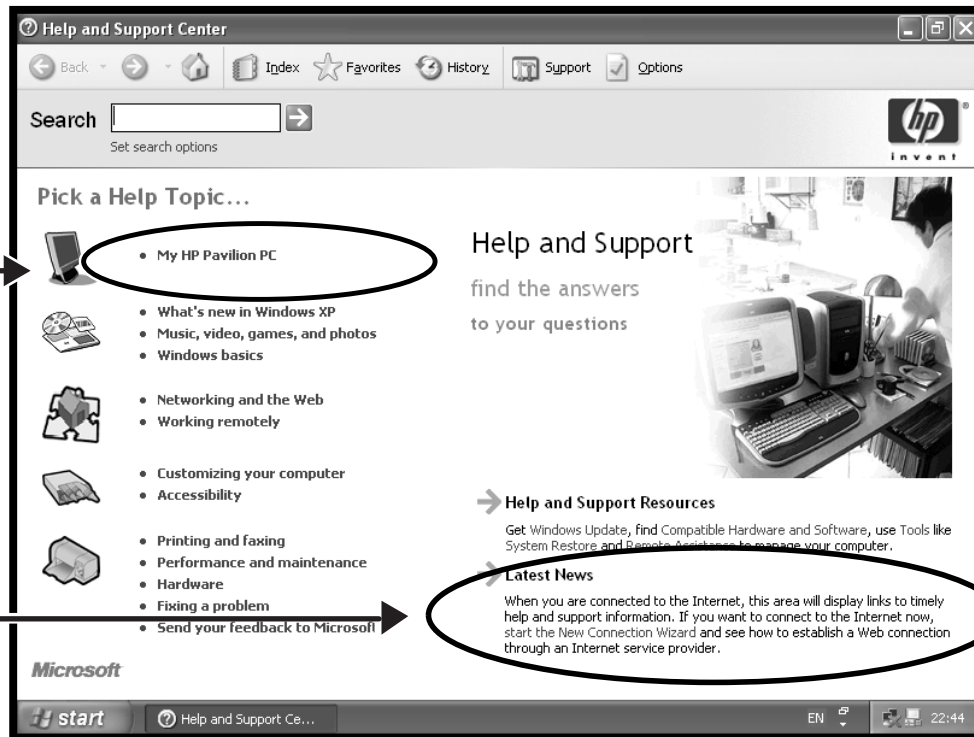 Help and Support Center
Back
Index
Favorites
History
Support
Options
Search
Set search options
hp
invent
Pick a Help Topic...
• My HP Pavilion PC
• What's new in Windows XP
• Music, video, games, and photos
• Windows basics
• Networking and the Web
• Working remotely
• Customizing your computer
• Accessibility
• Printing and faxing
• Performance and maintenance
• Hardware
• Fixing a problem
• Send your feedback to Microsoft
Microsoft
Help and Support
find the answers
to your questions
Help and Support Resources
Get Windows Update, find Compatible Hardware and Software, use Tools like
System Restore and Remote Assistance to manage your computer.
Latest News
When you are connected to the Internet, this area will display links to timely
help and support information. If you want to connect to the Internet now,
start the New Connection Wizard and see how to establish a Web connection
through an Internet service provider.
start
Help and Support Ce...
EN
22:44